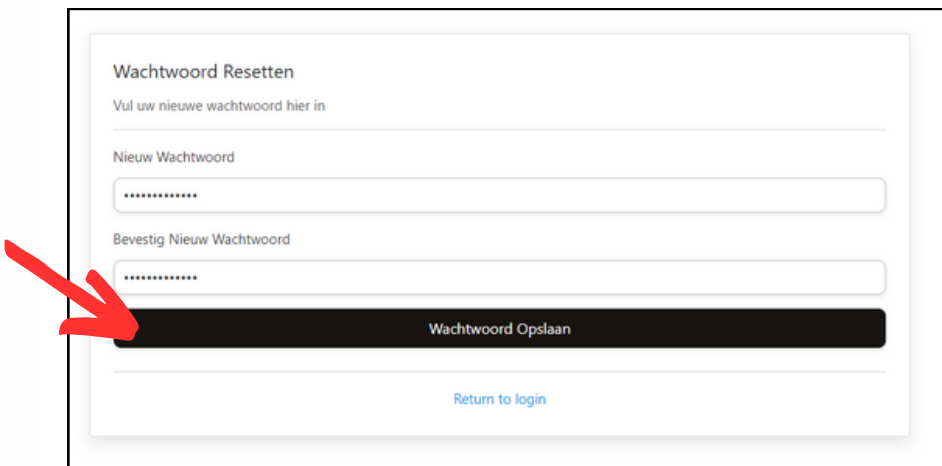 Wachtwoord Resetten
Vul uw nieuwe wachtwoord hier in
Nieuw Wachtwoord
•••••••••••••
Bevestig Nieuw Wachtwoord
•••••••••••••
Wachtwoord Opslaan
Return to login